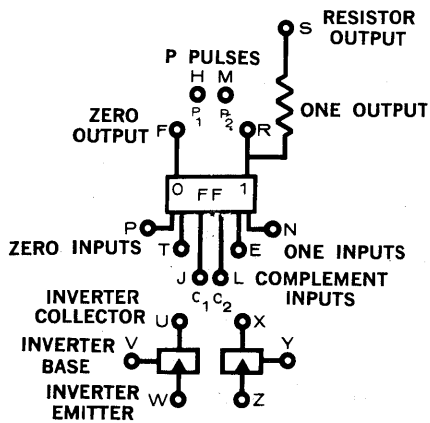 S RESISTOR
OUTPUT
P PULSES
H M
P1 P2
ONE OUTPUT
ZERO
OUTPUT
F R
0 FF 1
P N
ZERO INPUTS T E ONE INPUTS
J L COMPLEMENT
INPUTS
C1 C2
INVERTER
COLLECTOR U X
INVERTER
BASE
V Y
INVERTER
EMITTER W Z